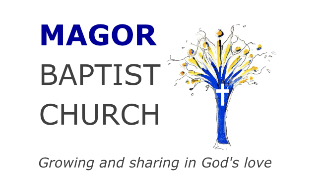 MAGOR
BAPTIST
CHURCH
Growing and sharing in God's love